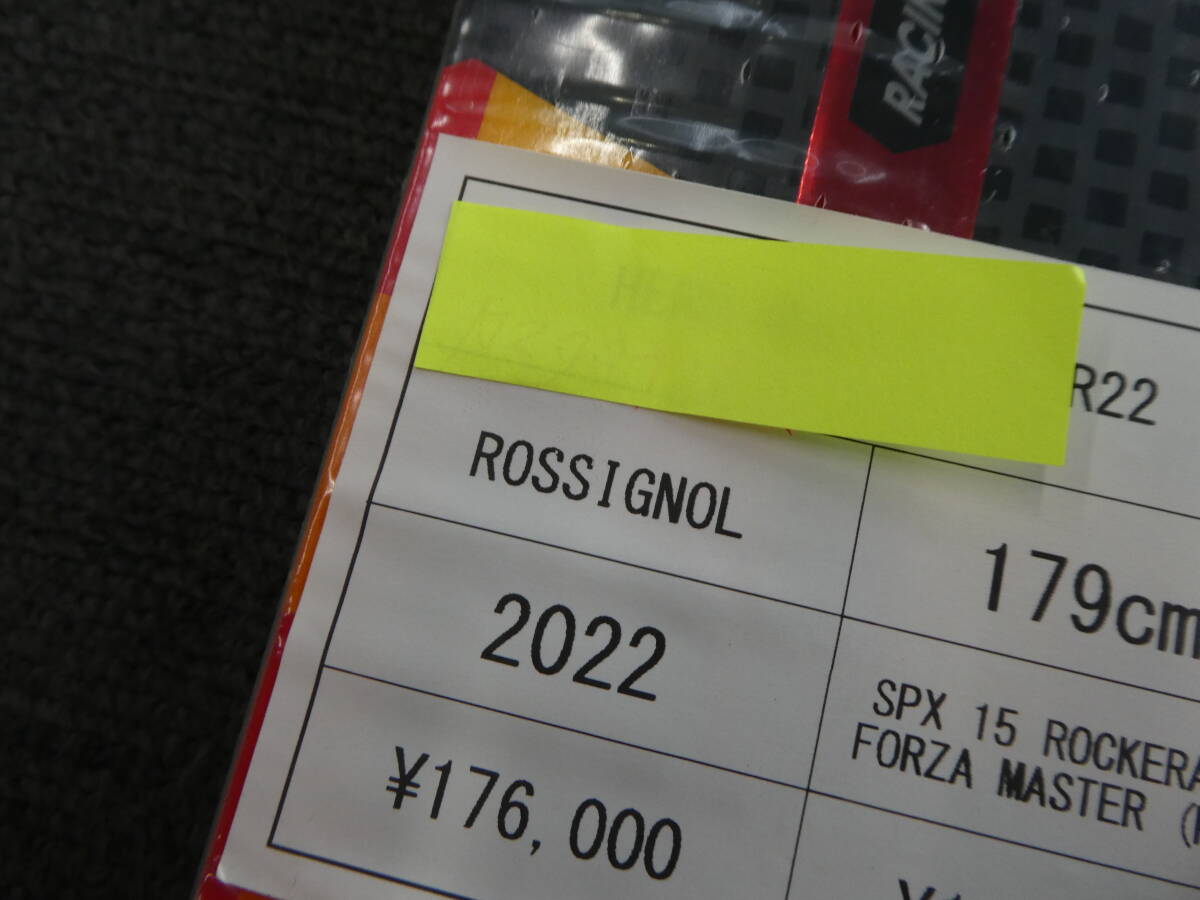 RACIN
R22
ROSSIGNOL
179cm
2022
SPX 15 ROCKERA
FORZA MASTER (
¥176,000